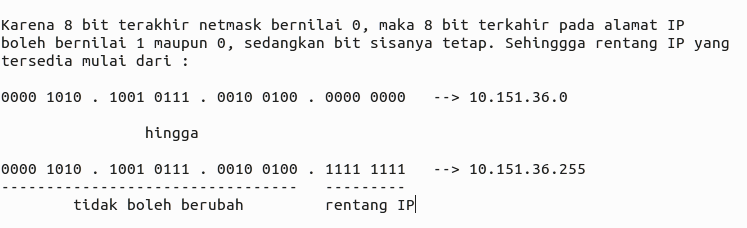 Karena 8 bit terakhir netmask bernilai 0, maka 8 bit terkahir pada alamat IP
boleh bernilai 1 maupun 0, sedangkan bit sisanya tetap. Sehinggga rentang IP yang
tersedia mulai dari :
0000 1010 . 1001 0111 . 0010 0100 . 0000 0000   --> 10.151.36.0
hingga
0000 1010 . 1001 0111 . 0010 0100 . 1111 1111   --> 10.151.36.255
---------------------------------   ---------
tidak boleh berubah         rentang IP